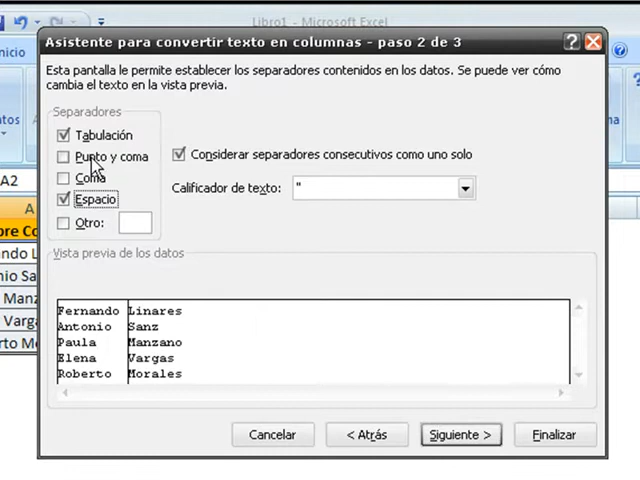 Libro1 - Microsoft Excel
Asistente para convertir texto en columnas - paso 2 de 3
Inicio
Esta pantalla le permite establecer los separadores contenidos en los datos. Se puede ver cómo
cambia el texto en la vista previa.
Separadores
Tabulación
Punto y coma
Considerar separadores consecutivos como uno solo
A2
Coma
Calificador de texto: "
Espacio
A
Otro:
Vista previa de los datos
Fernando Linares
Antonio Sanz
Paula Manzano
Elena Vargas
Roberto Morales
Cancelar
< Atrás
Siguiente >
Finalizar